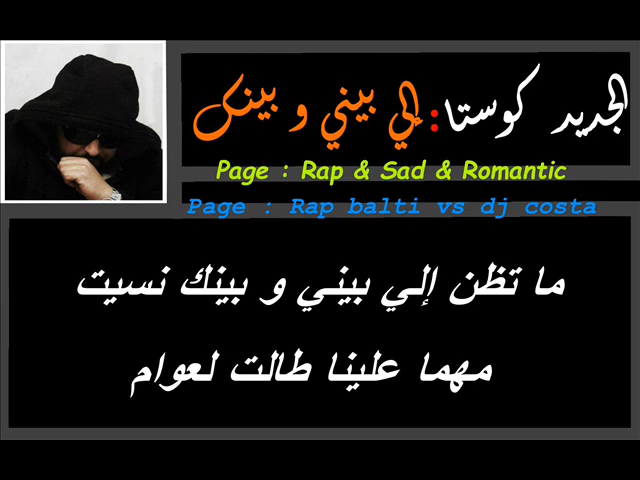 الجديد كوستا: إلي بيني و بينك
Page : Rap & Sad & Romantic
Page : Rap balti vs dj costa
ما تظن إلي بيني و بينك نسيت
مهما علينا طالت لعوام